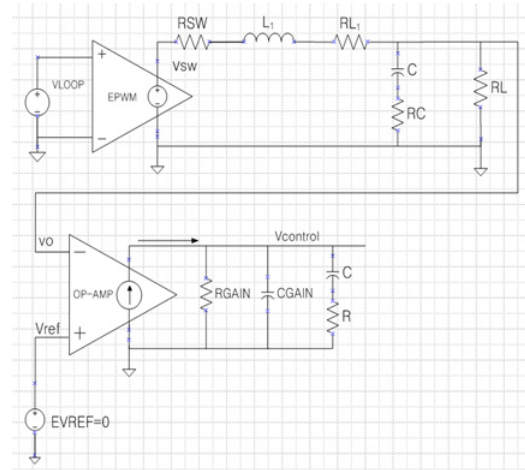 RSW
L₁
RL₁
Vsw
+
VLOOP
EPWM
−
C
RC
RL
vo
−
OP-AMP
Vcontrol
RGAIN
CGAIN
C
R
Vref
+
EVREF=0